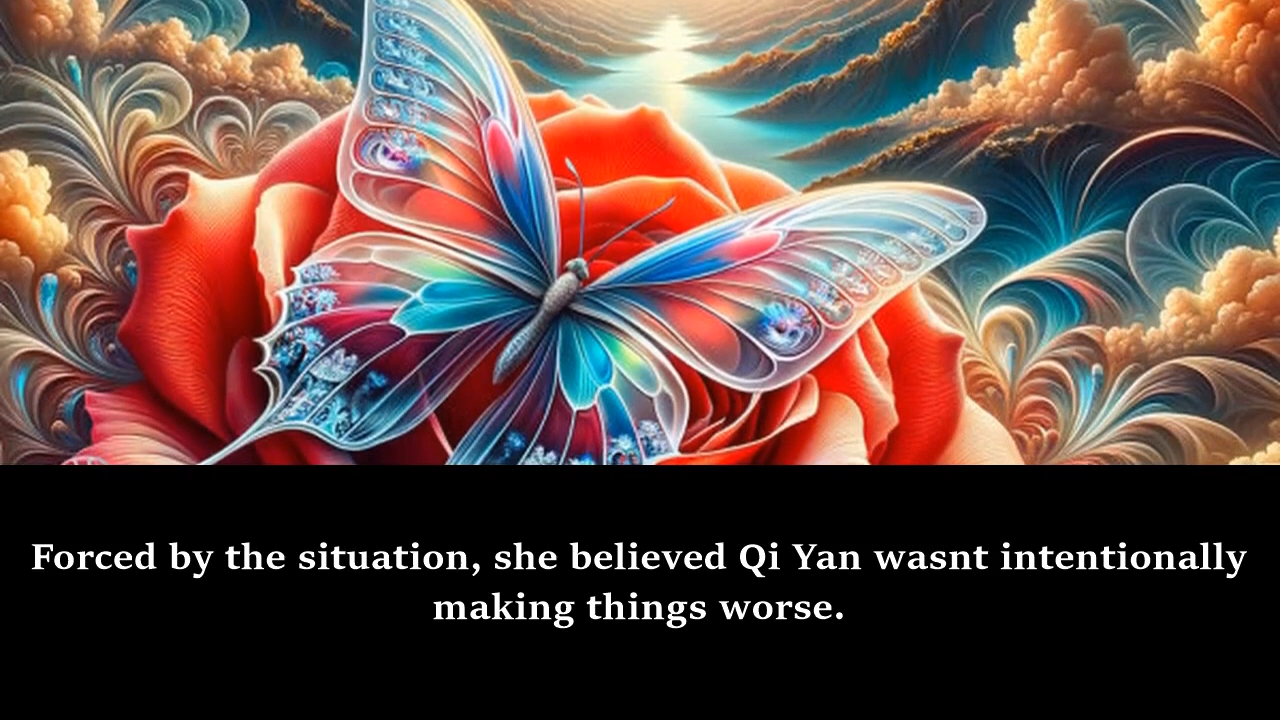 Forced by the situation, she believed Qi Yan wasnt intentionally
making things worse.